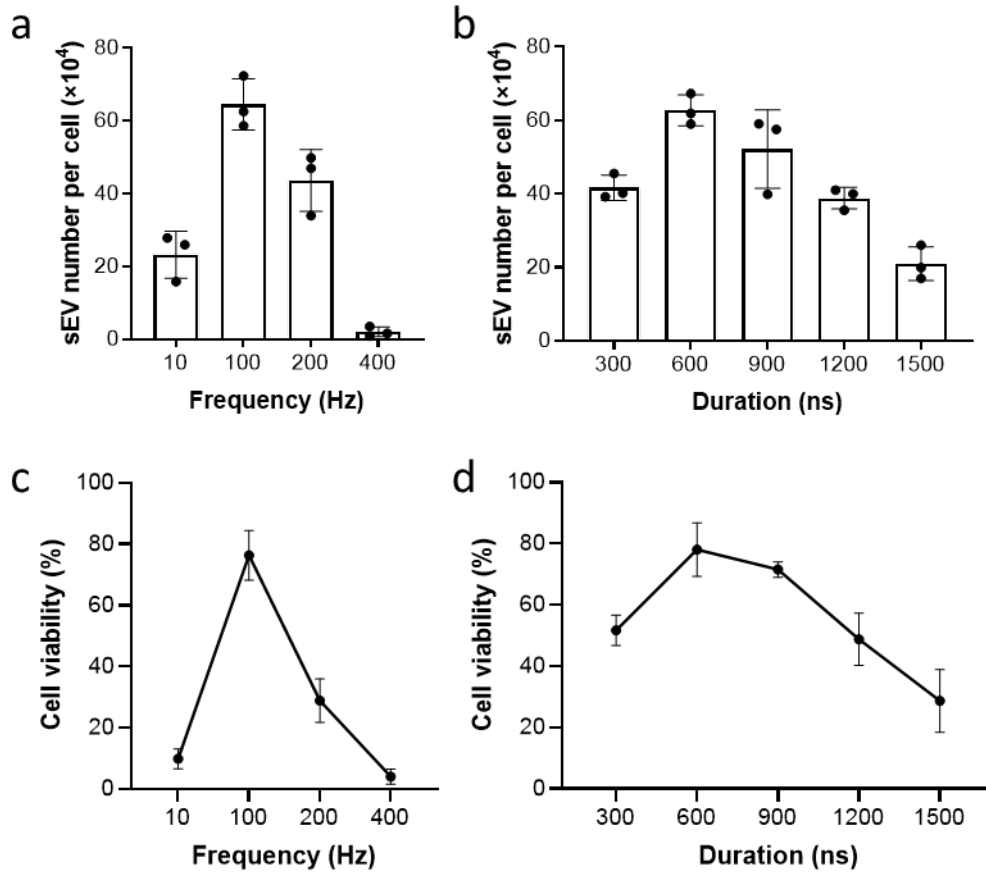 a
sEV number per cell (×10⁴)
80
60
40
20
0
10 100 200 400
Frequency (Hz)
b
sEV number per cell (×10⁴)
80
60
40
20
0
300 600 900 1200 1500
Duration (ns)
c
Cell viability (%)
100
80
60
40
20
0
10 100 200 400
Frequency (Hz)
d
Cell viability (%)
100
80
60
40
20
0
300 600 900 1200 1500
Duration (ns)